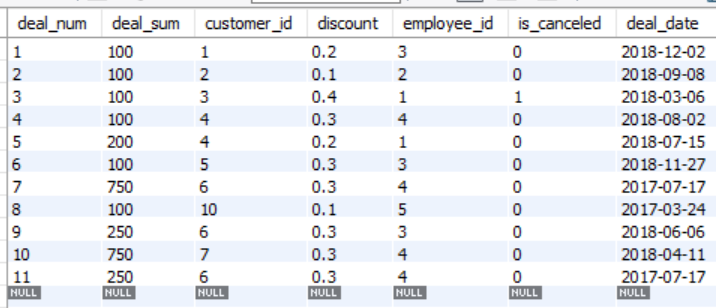 deal_num deal_sum customer_id discount employee_id is_canceled deal_date
1 100 1 0.2 3 0 2018-12-02
2 100 2 0.1 2 0 2018-09-08
3 100 3 0.4 1 1 2018-03-06
4 100 4 0.3 4 0 2018-08-02
5 200 4 0.2 1 0 2018-07-15
6 100 5 0.3 3 0 2018-11-27
7 750 6 0.3 4 0 2017-07-17
8 100 10 0.1 5 0 2017-03-24
9 250 6 0.3 3 0 2018-06-06
10 750 7 0.3 4 0 2018-04-11
11 250 6 0.3 4 0 2017-07-17
NULL NULL NULL NULL NULL NULL NULL